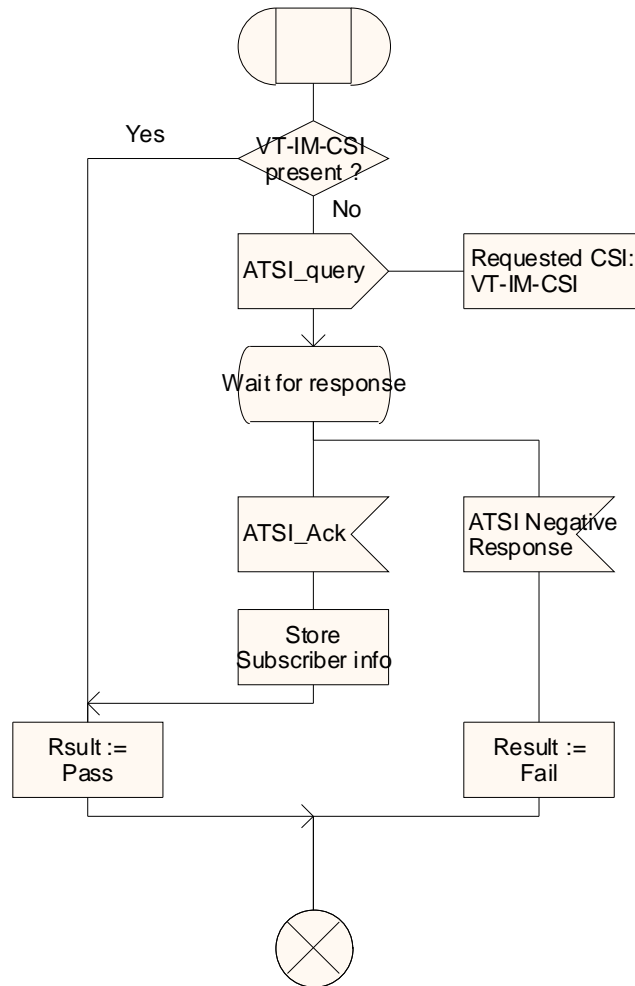 Yes
VT-IM-CSI
present ?
No
ATSI_query
Requested CSI:
VT-IM-CSI
Wait for response
ATSI_Ack
ATSI Negative
Response
Store
Subscriber info
Rsult :=
Pass
Result :=
Fail